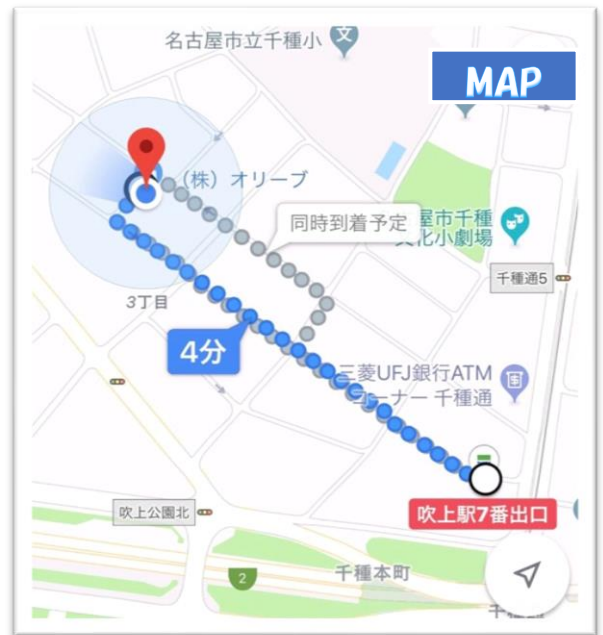 名古屋市立千種小
文
MAP
（株）オリーブ
同時到着予定
屋市千種
文化小劇場
千種通5
3丁目
4分
三菱UFJ銀行ATM
コーナー 千種通
吹上駅7番出口
吹上公園北
2
千種本町